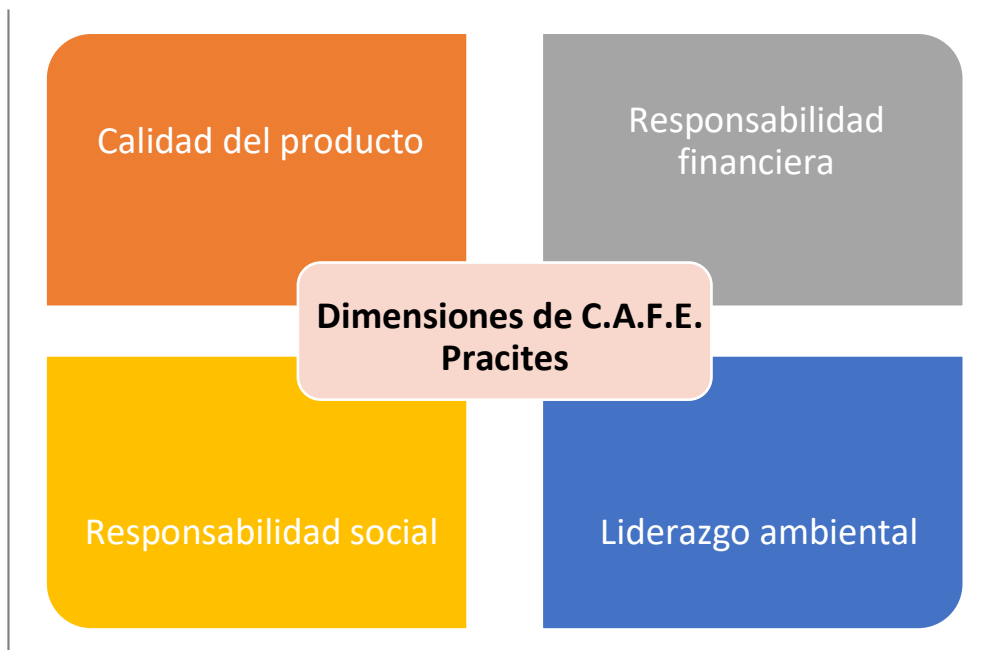 Calidad del producto
Responsabilidad
financiera
Dimensiones de C.A.F.E.
Pracites
Responsabilidad social
Liderazgo ambiental